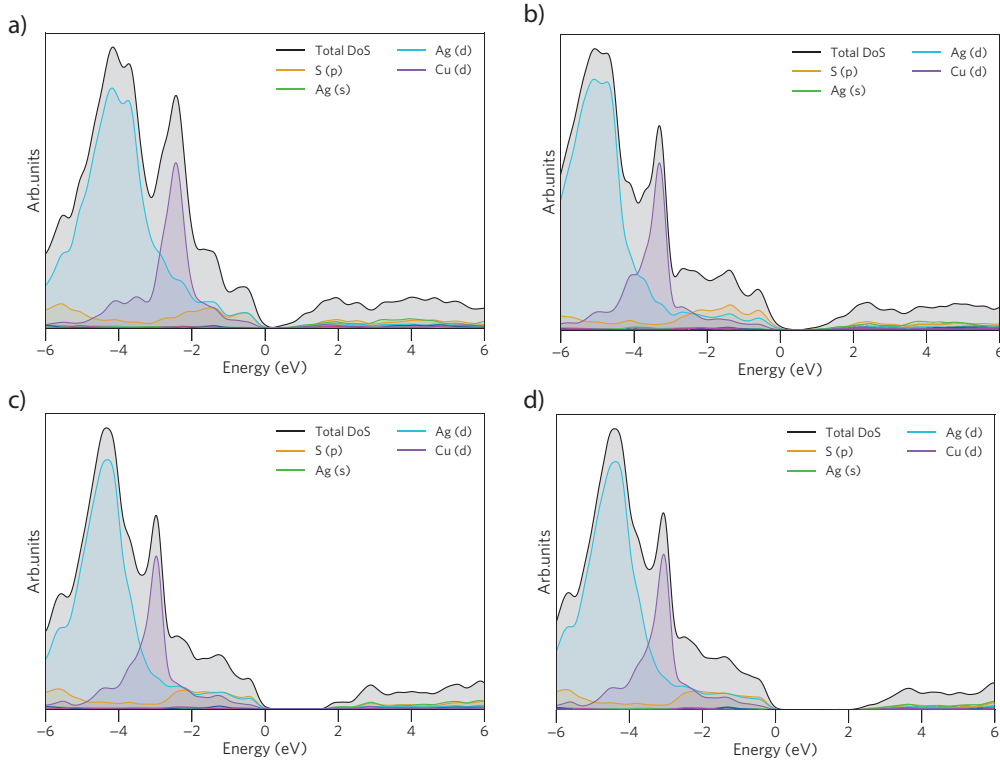 a)
Total DoS
S (p)
Ag (s)
Ag (d)
Cu (d)
Arb.units
−6 −4 −2 0 2 4 6
Energy (eV)
b)
Total DoS
S (p)
Ag (s)
Ag (d)
Cu (d)
Arb.units
−6 −4 −2 0 2 4 6
Energy (eV)
c)
Total DoS
S (p)
Ag (s)
Ag (d)
Cu (d)
Arb.units
−6 −4 −2 0 2 4 6
Energy (eV)
d)
Total DoS
S (p)
Ag (s)
Ag (d)
Cu (d)
Arb.units
−6 −4 −2 0 2 4 6
Energy (eV)